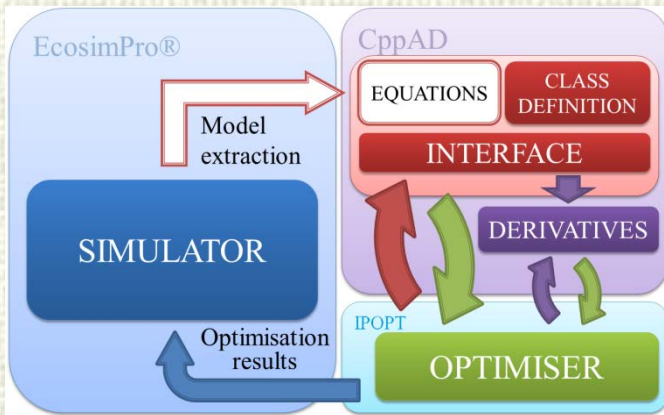 EcosimPro®
CppAD
EQUATIONS
CLASS
DEFINITION
Model
extraction
INTERFACE
SIMULATOR
DERIVATIVES
Optimisation
results
IPOPT
OPTIMISER